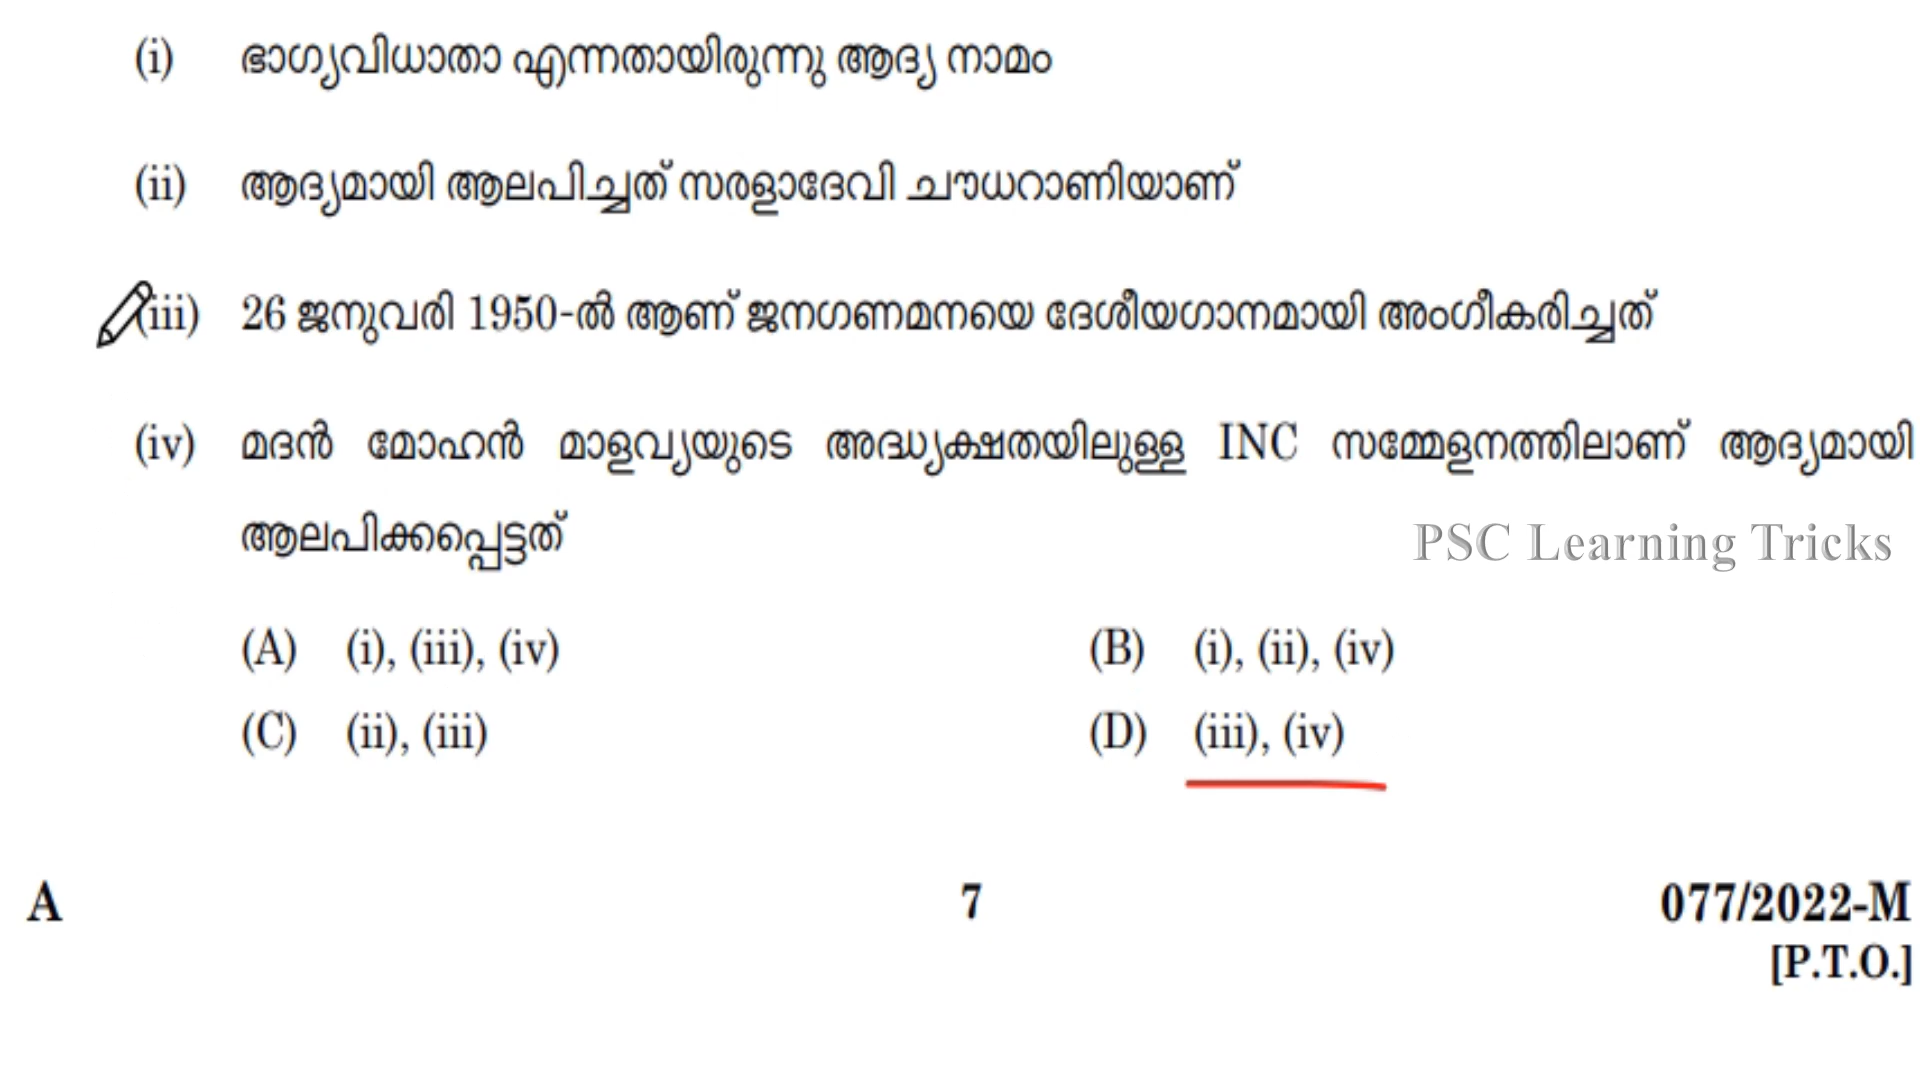 (i) ഭാഗ്യവിധാതാ എന്നതായിരുന്നു ആദ്യ നാമം
(ii) ആദ്യമായി ആലപിച്ചത് സരളാദേവി ചൗധറാണിയാണ്
(iii) 26 ജനുവരി 1950-ൽ ആണ് ജനഗണമനയെ ദേശീയഗാനമായി അംഗീകരിച്ചത്
(iv) മദൻ മോഹൻ മാളവ്യയുടെ അദ്ധ്യക്ഷതയിലുള്ള INC സമ്മേളനത്തിലാണ് ആദ്യമായി
ആലപിക്കപ്പെട്ടത്
PSC Learning Tricks
(A) (i), (iii), (iv) (B) (i), (ii), (iv)
(C) (ii), (iii) (D) (iii), (iv)
A 7 077/2022-M
[P.T.O.]